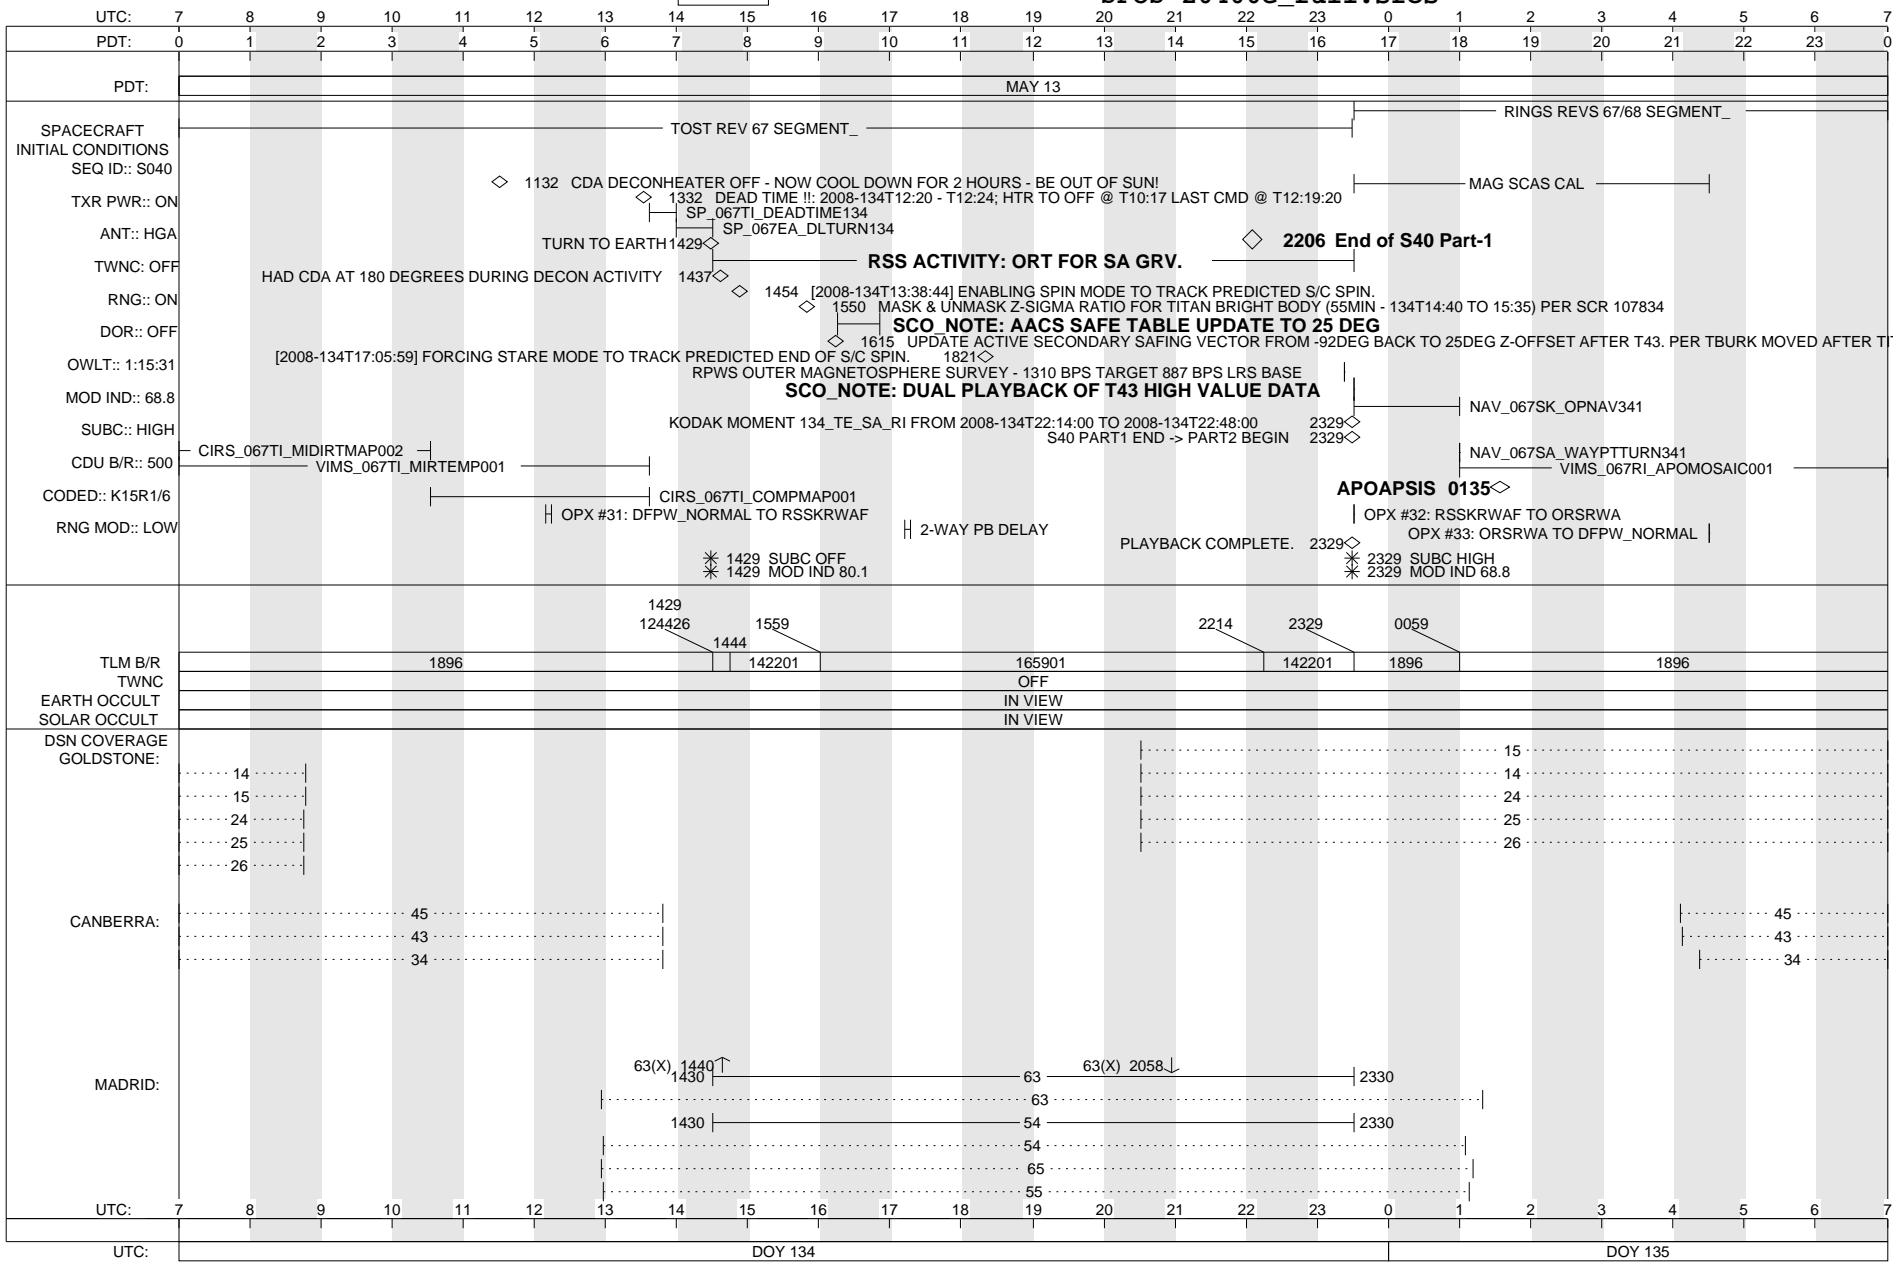 UTC: 7 8 9 10 11 12 13 14 15 16 17 18 19 20 21 22 23 0 1 2 3 4 5 6 7
PDT: 0 1 2 3 4 5 6 7 8 9 10 11 12 13 14 15 16 17 18 19 20 21 22 23 0
PDT: MAY 13
RINGS REVS 67/68 SEGMENT_
SPACECRAFT TOST REV 67 SEGMENT_
INITIAL CONDITIONS
SEQ ID:: S040
1132 CDA DECONHEATER OFF - NOW COOL DOWN FOR 2 HOURS - BE OUT OF SUN! MAG SCAS CAL
TXR PWR:: ON 1332 DEAD TIME !!: 2008-134T12:20 - T12:24; HTR TO OFF @ T10:17 LAST CMD @ T12:19:20
SP_067TI_DEADTIME134
ANT:: HGA SP_067EA_DLTURN134
TURN TO EARTH 1429 2206 End of S40 Part-1
TWNC: OFF RSS ACTIVITY: ORT FOR SA GRV.
HAD CDA AT 180 DEGREES DURING DECON ACTIVITY 1437
RNG:: ON 1454 [2008-134T13:38:44] ENABLING SPIN MODE TO TRACK PREDICTED S/C SPIN.
1550 MASK & UNMASK Z-SIGMA RATIO FOR TITAN BRIGHT BODY (55MIN - 134T14:40 TO 15:35) PER SCR 107834
DOR:: OFF SCO_NOTE: AACS SAFE TABLE UPDATE TO 25 DEG
1615 UPDATE ACTIVE SECONDARY SAFING VECTOR FROM -92DEG BACK TO 25DEG Z-OFFSET AFTER T43. PER TBURK MOVED AFTER
OWLT:: 1:15:31 [2008-134T17:05:59] FORCING STARE MODE TO TRACK PREDICTED END OF S/C SPIN. 1821
RPWS OUTER MAGNETOSPHERE SURVEY - 1310 BPS TARGET 887 BPS LRS BASE
MOD IND:: 68.8 SCO_NOTE: DUAL PLAYBACK OF T43 HIGH VALUE DATA
NAV_067SK_OPNAV341
SUBC:: HIGH KODAK MOMENT 134_TE_SA_RI FROM 2008-134T22:14:00 TO 2008-134T22:48:00 2329
S40 PART1 END -> PART2 BEGIN 2329
CIRS_067TI_MIDIRTMAP002 NAV_067SA_WAYPTTURN341
CDU B/R:: 500 VIMS_067TI_MIRTEMP001 VIMS_067RI_APOMOSAIC001
APOAPSIS 0135
CODED:: K15R1/6 CIRS_067TI_COMPMAP001
OPX #31: DFPW_NORMAL TO RSSKRWAF OPX #32: RSSKRWAF TO ORSRWA
RNG MOD:: LOW 2-WAY PB DELAY OPX #33: ORSRWA TO DFPW_NORMAL
PLAYBACK COMPLETE. 2329
1429 SUBC OFF 2329 SUBC HIGH
1429 MOD IND 80.1 2329 MOD IND 68.8
1429
124426 1559 2214 2329 0059
1444
TLM B/R 1896 142201 165901 142201 1896 1896
TWNC OFF
EARTH OCCULT IN VIEW
SOLAR OCCULT IN VIEW
DSN COVERAGE
GOLDSTONE: 15
14 14
15 24
24 25
25 26
26
CANBERRA: 45 45
43 43
34 34
63(X) 1440 63(X) 2058
MADRID: 1430 63 2330
63
1430 54 2330
54
65
55
UTC: 7 8 9 10 11 12 13 14 15 16 17 18 19 20 21 22 23 0 1 2 3 4 5 6 7
UTC: DOY 134 DOY 135